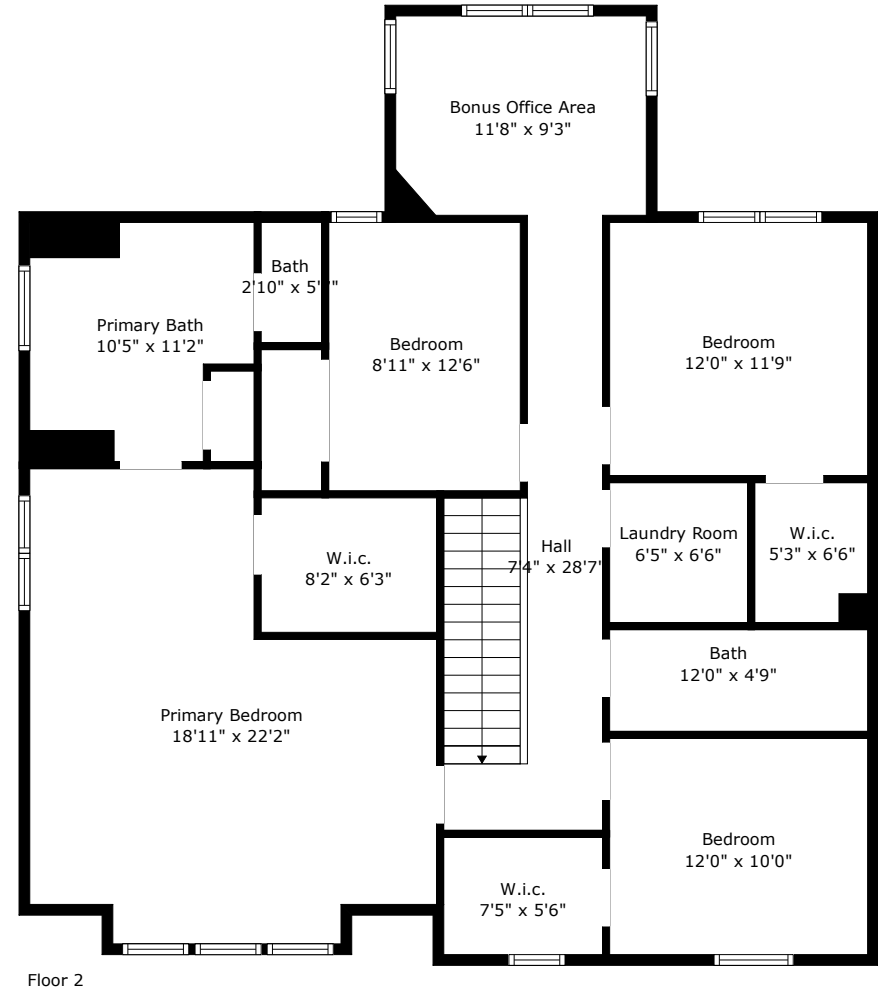 Bonus Office Area
11'8" x 9'3"
Bath
2'10" x 5'7"
Primary Bath
10'5" x 11'2"
Bedroom
8'11" x 12'6"
Bedroom
12'0" x 11'9"
W.i.c.
8'2" x 6'3"
Hall
7'4" x 28'7"
Laundry Room
6'5" x 6'6"
W.i.c.
5'3" x 6'6"
Bath
12'0" x 4'9"
Primary Bedroom
18'11" x 22'2"
Bedroom
12'0" x 10'0"
W.i.c.
7'5" x 5'6"
Floor 2